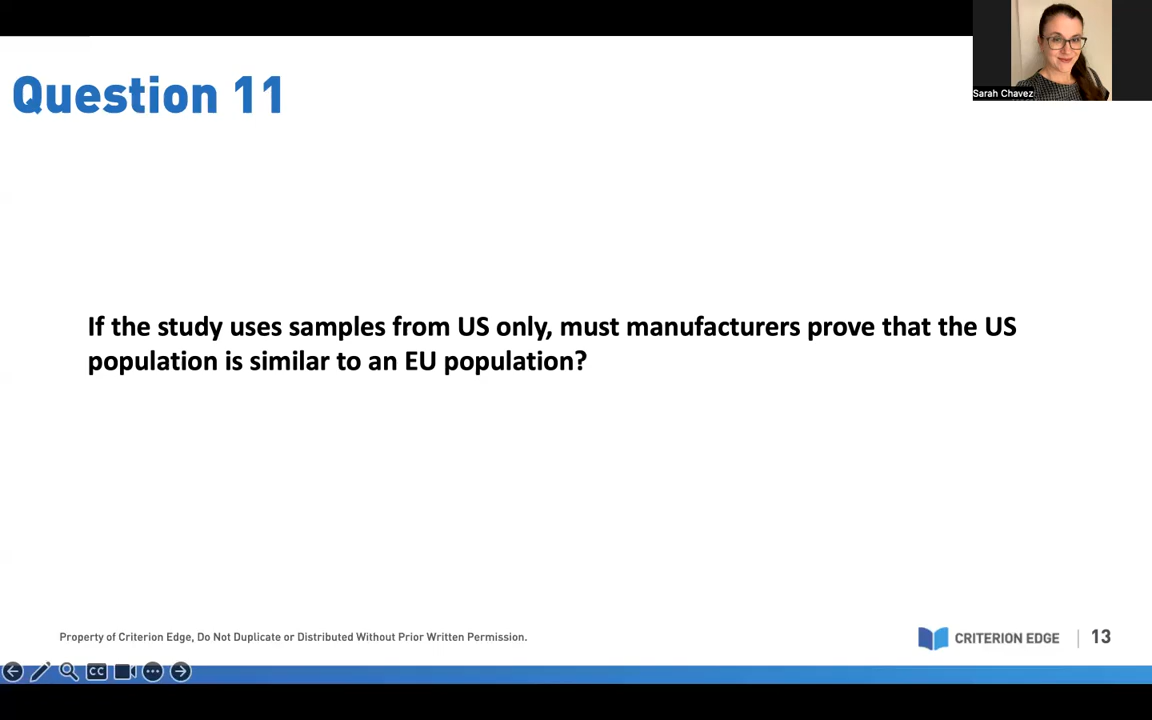 Question 11
Sarah Chavez
If the study uses samples from US only, must manufacturers prove that the US
population is similar to an EU population?
Property of Criterion Edge, Do Not Duplicate or Distributed Without Prior Written Permission.
CRITERION EDGE | 13
CC